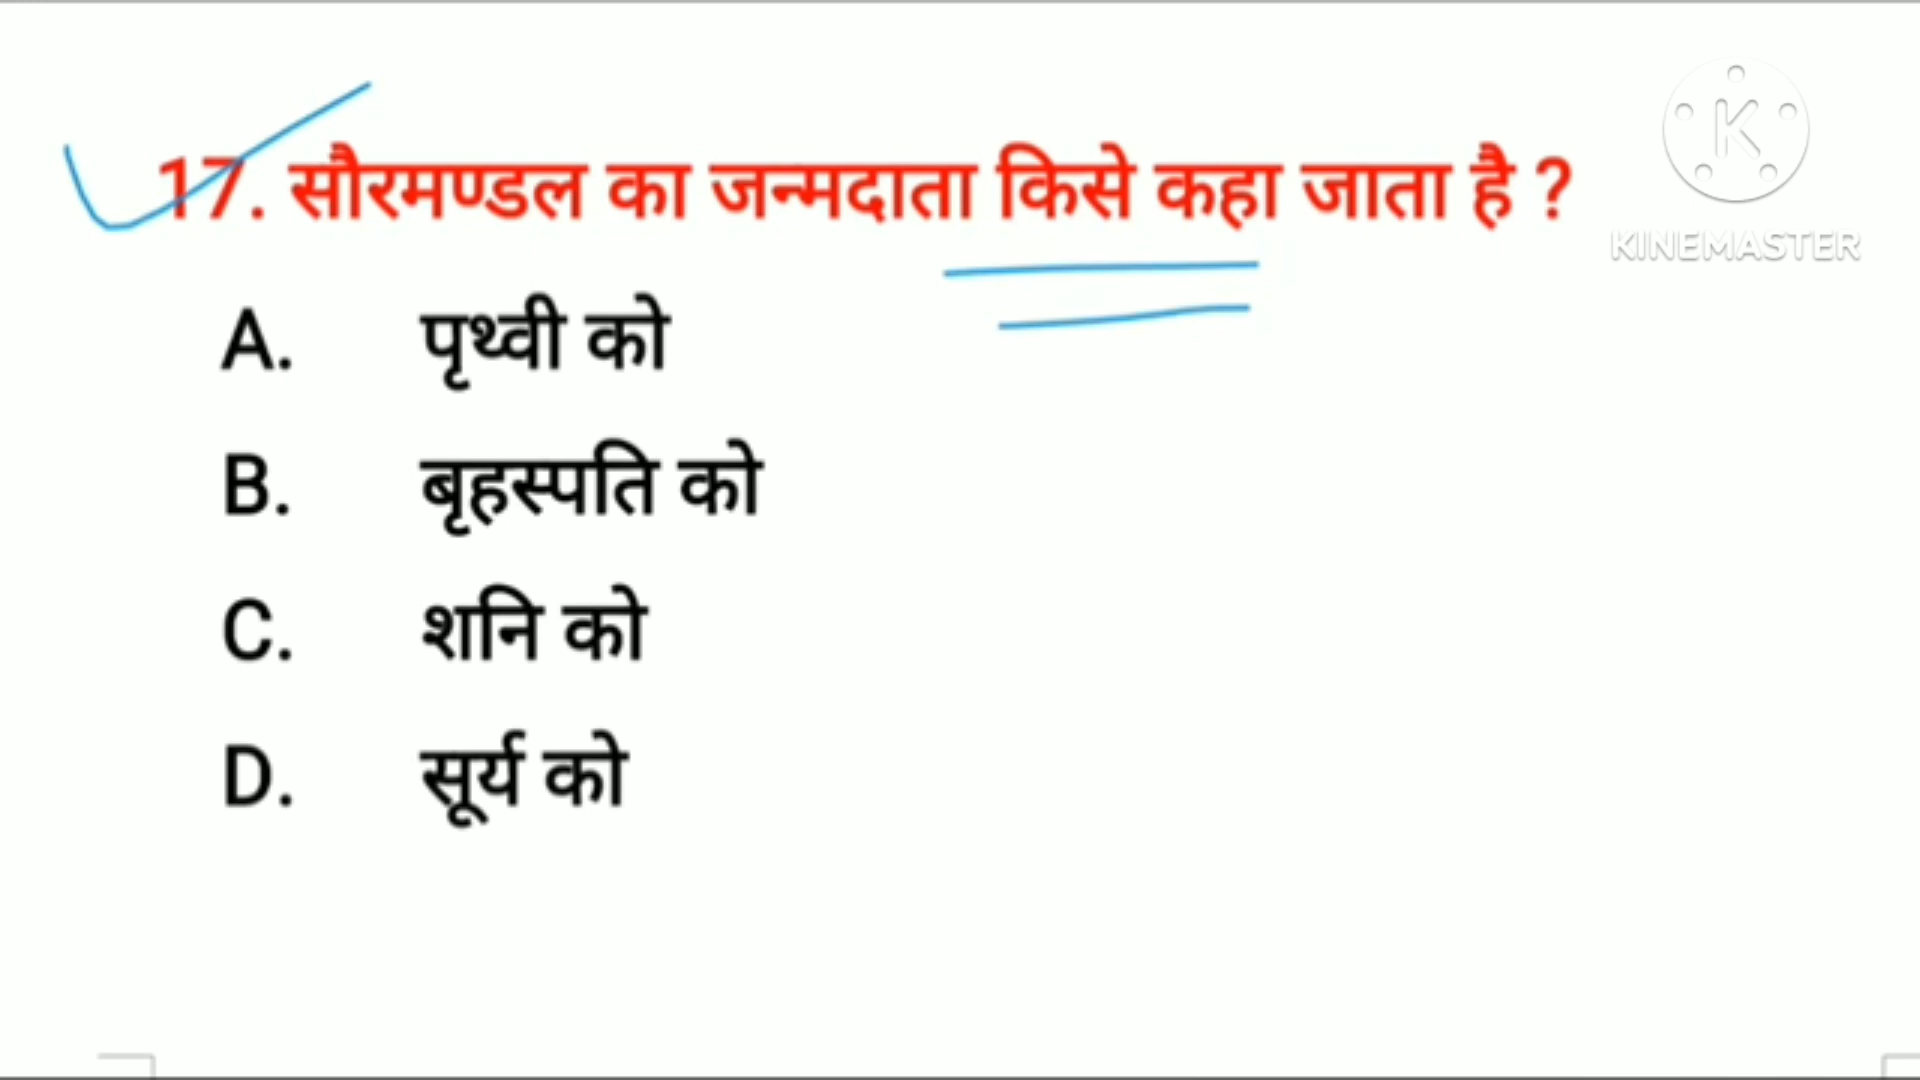 17. सौरमण्डल का जन्मदाता किसे कहा जाता है ?
A. पृथ्वी को
B. बृहस्पति को
C. शनि को
D. सूर्य को
K
KINEMASTER